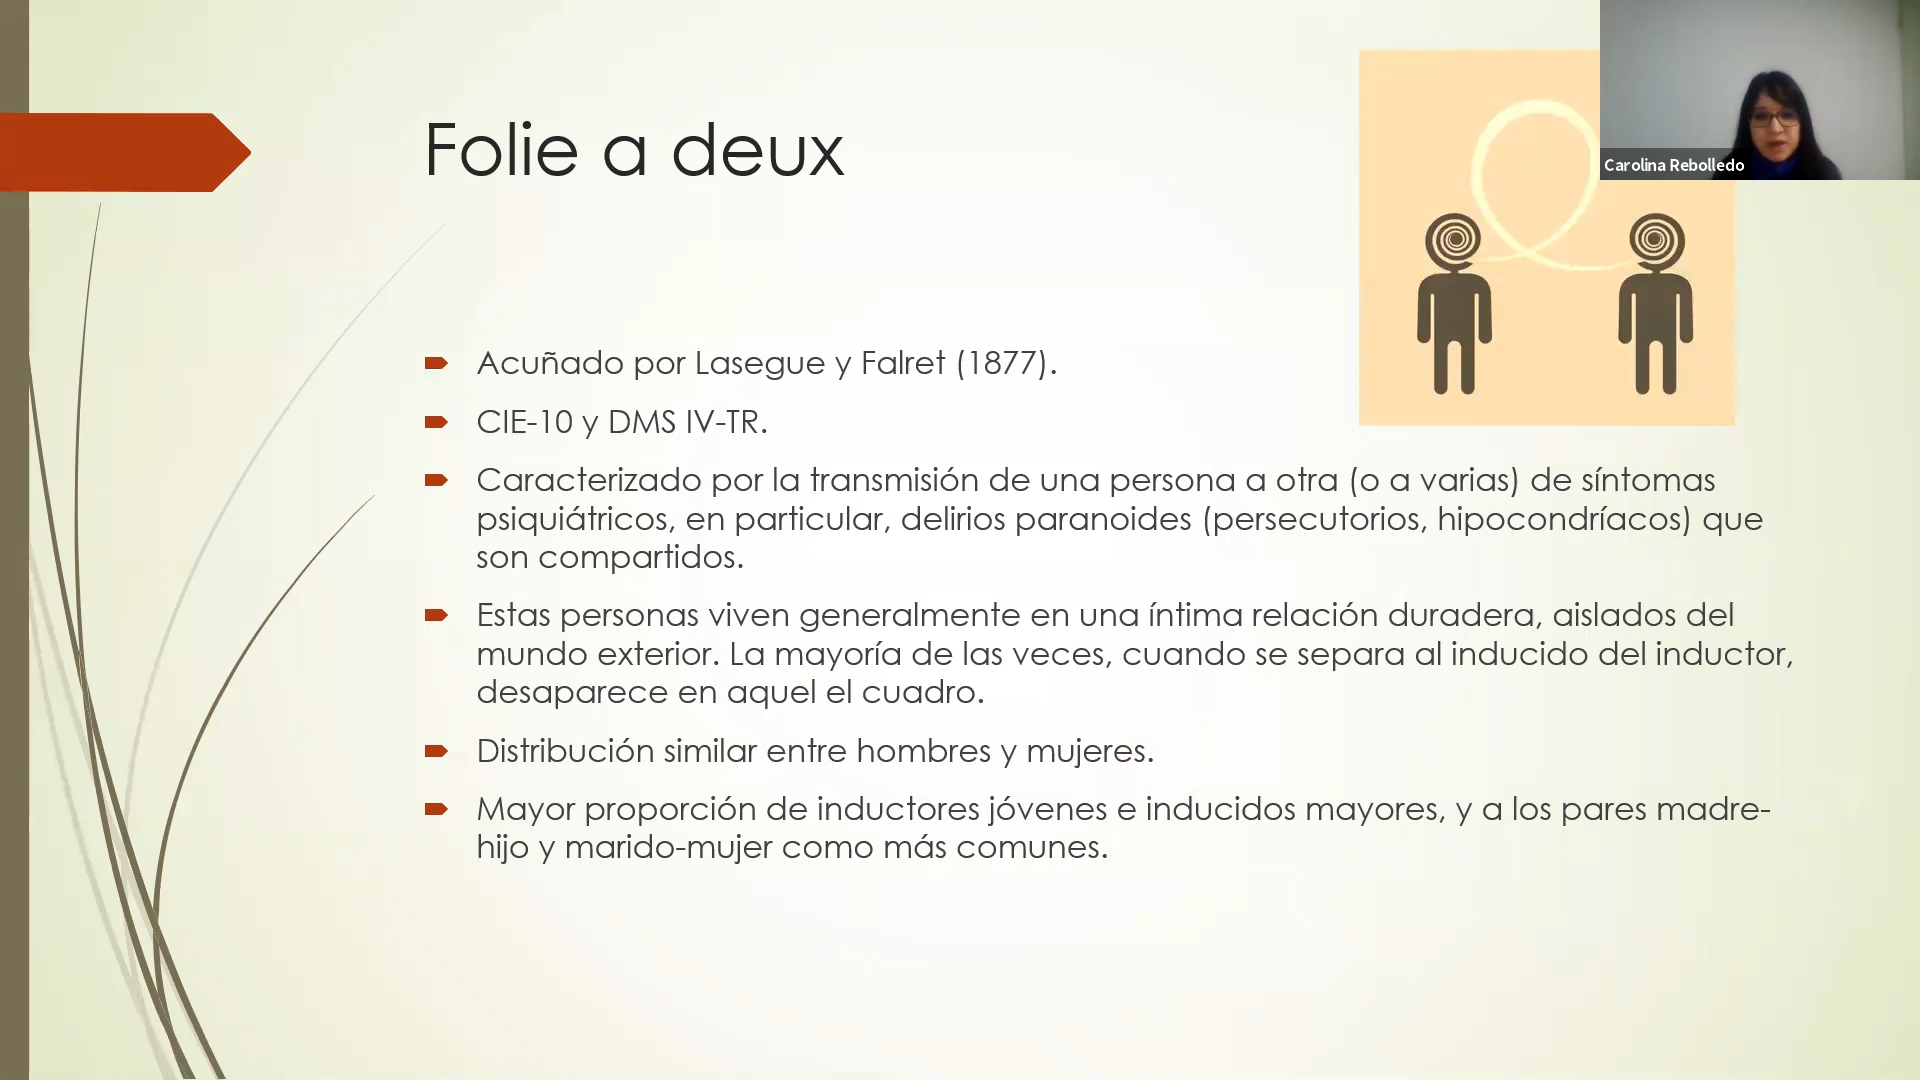 Folie a deux
Carolina Rebolledo
Acuñado por Lasegue y Falret (1877).
CIE-10 y DMS IV-TR.
Caracterizado por la transmisión de una persona a otra (o a varias) de síntomas
psiquiátricos, en particular, delirios paranoides (persecutorios, hipocondríacos) que
son compartidos.
Estas personas viven generalmente en una íntima relación duradera, aislados del
mundo exterior. La mayoría de las veces, cuando se separa al inducido del inductor,
desaparece en aquel el cuadro.
Distribución similar entre hombres y mujeres.
Mayor proporción de inductores jóvenes e inducidos mayores, y a los pares madre-
hijo y marido-mujer como más comunes.